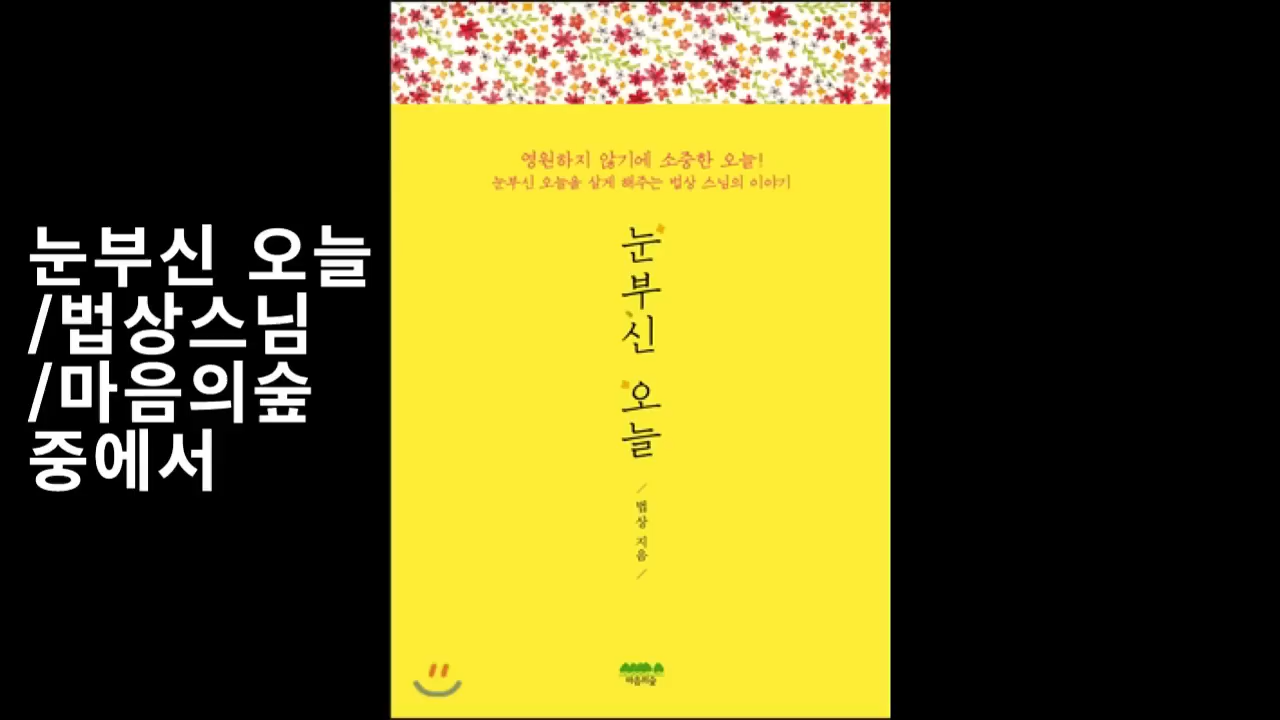 눈부신 오늘
/법상스님
/마음의숲
중에서
영원하지 않기에 소중한 오늘!
눈부신 오늘을 살게 해주는 법상 스님의 이야기
눈부신 오늘
/ 법상 지음 /
마음의숲